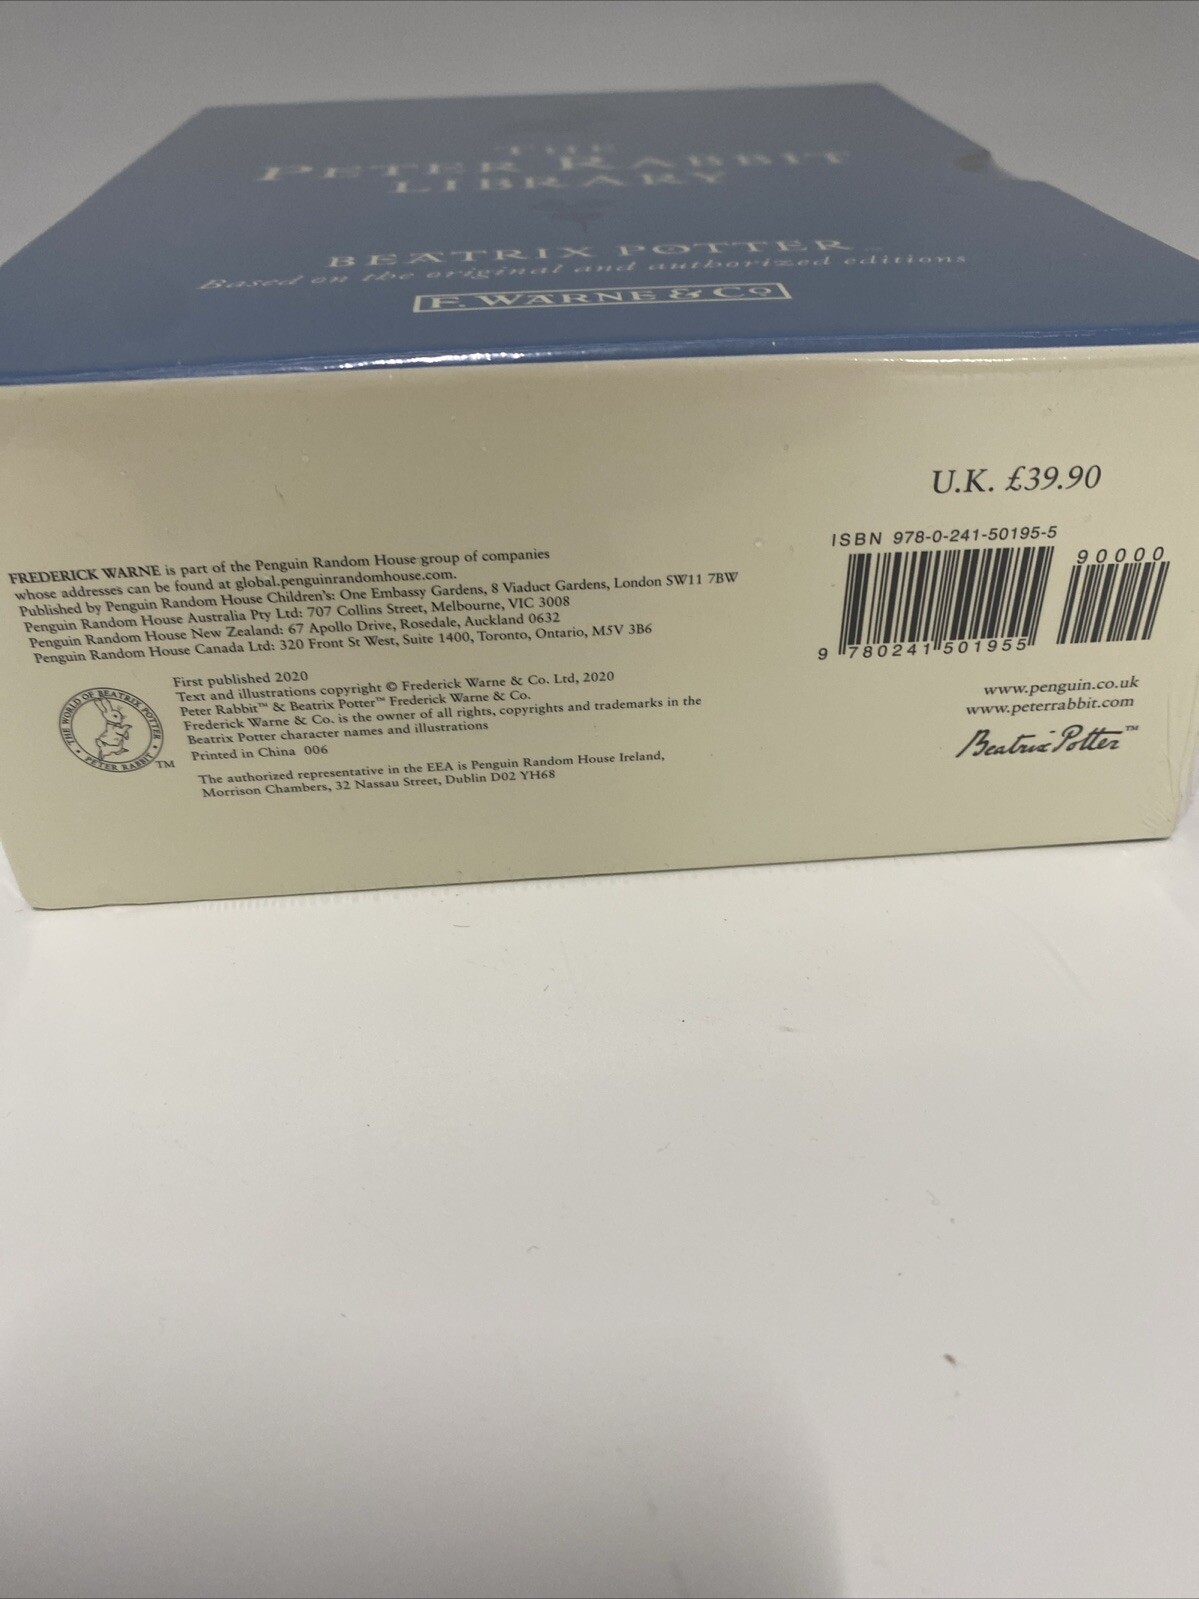 THE
PETER RABBIT
LIBRARY
BEATRIX POTTER™
Based on the original and authorized editions
F. WARNE & Co
U.K. £39.90
ISBN 978-0-241-50195-5
90000
9 780241 501955
FREDERICK WARNE is part of the Penguin Random House group of companies
whose addresses can be found at global.penguinrandomhouse.com.
Published by Penguin Random House Children's: One Embassy Gardens, 8 Viaduct Gardens, London SW11 7BW
Penguin Random House Australia Pty Ltd: 707 Collins Street, Melbourne, VIC 3008
Penguin Random House New Zealand: 67 Apollo Drive, Rosedale, Auckland 0632
Penguin Random House Canada Ltd: 320 Front St West, Suite 1400, Toronto, Ontario, M5V 3B6
First published 2020
Text and illustrations copyright © Frederick Warne & Co. Ltd, 2020
Peter Rabbit™ & Beatrix Potter™ Frederick Warne & Co.
Frederick Warne & Co. is the owner of all rights, copyrights and trademarks in the
Beatrix Potter character names and illustrations
Printed in China 006
THE WORLD OF BEATRIX POTTER
• PETER RABBIT •
TM
The authorized representative in the EEA is Penguin Random House Ireland,
Morrison Chambers, 32 Nassau Street, Dublin D02 YH68
www.penguin.co.uk
www.peterrabbit.com
Beatrix Potter™